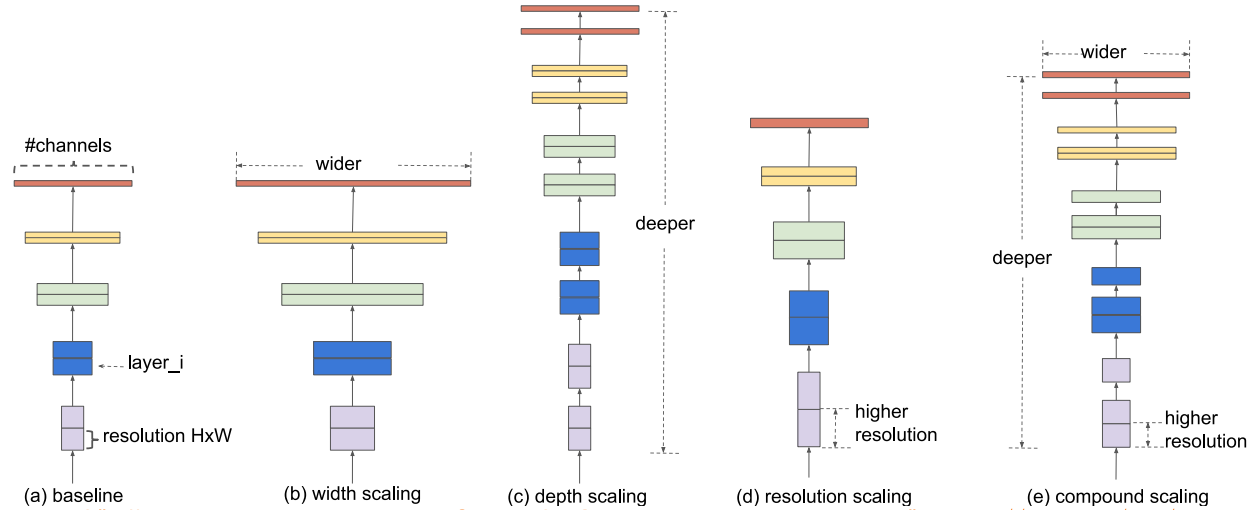 #channels
layer_i
resolution HxW
(a) baseline
wider
(b) width scaling
deeper
(c) depth scaling
higher
resolution
(d) resolution scaling
wider
deeper
higher
resolution
(e) compound scaling